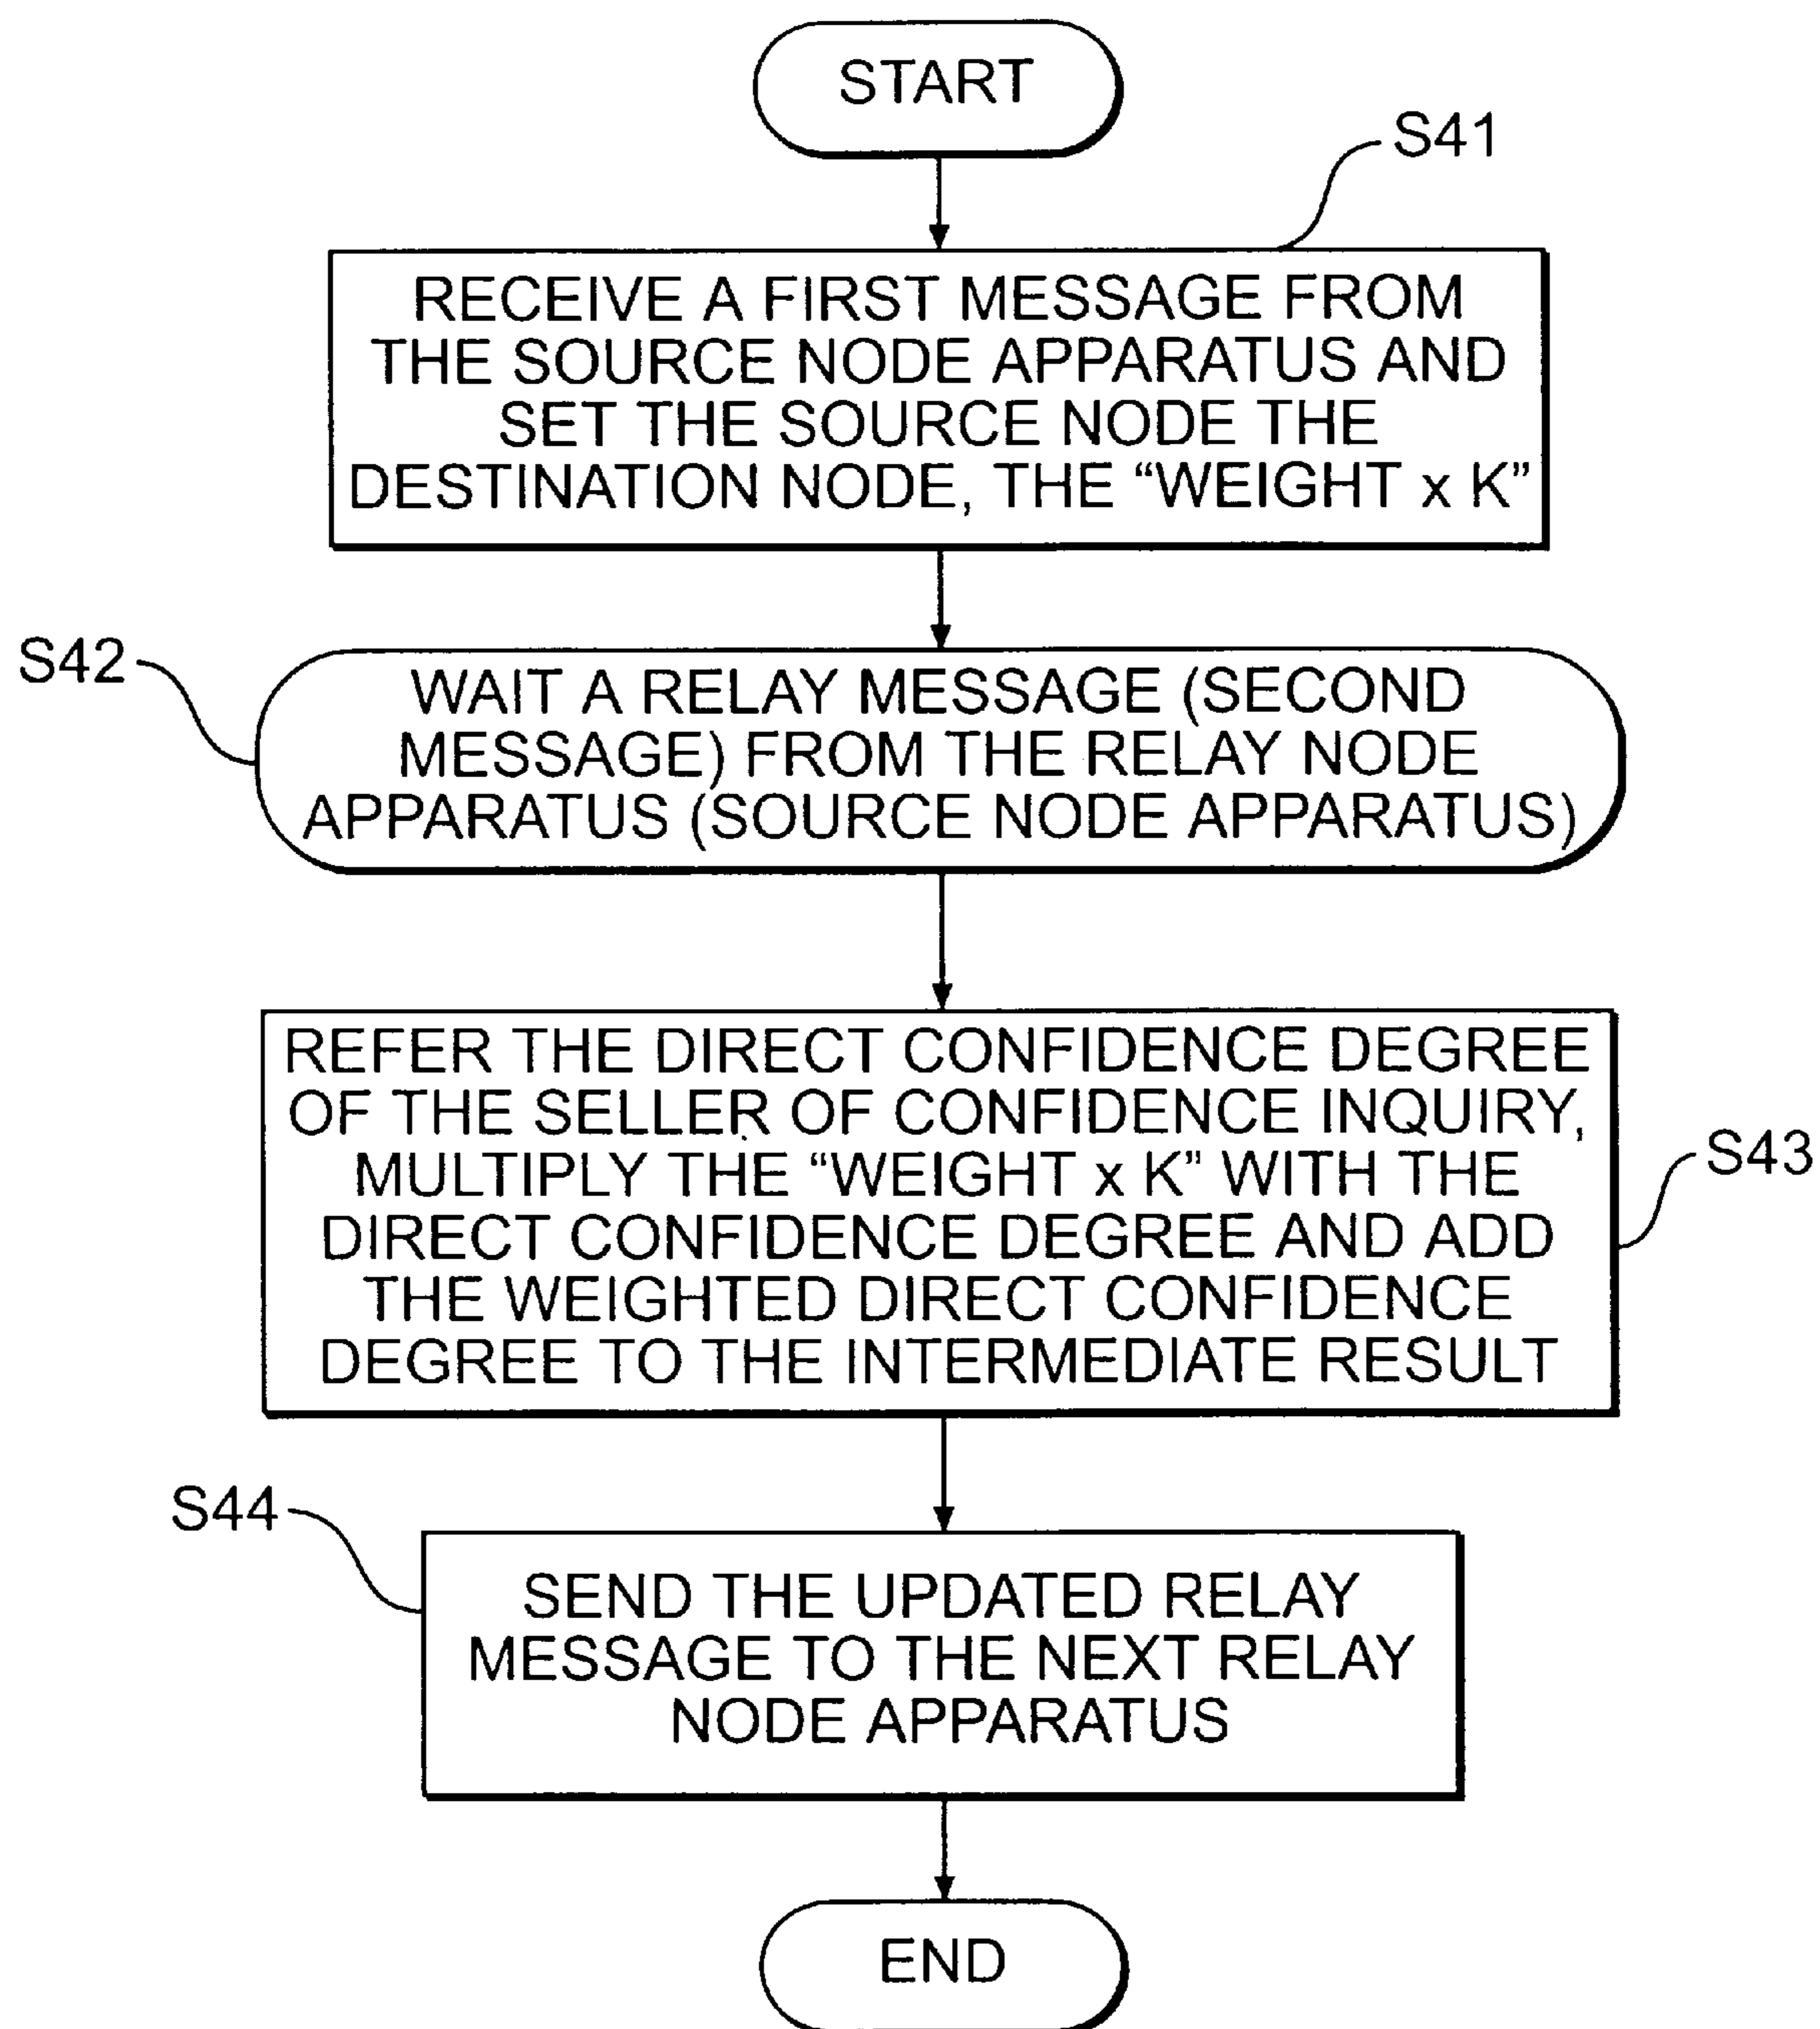 START
S41
RECEIVE A FIRST MESSAGE FROM
THE SOURCE NODE APPARATUS AND
SET THE SOURCE NODE THE
DESTINATION NODE, THE “WEIGHT x K”
S42
WAIT A RELAY MESSAGE (SECOND
MESSAGE) FROM THE RELAY NODE
APPARATUS (SOURCE NODE APPARATUS)
REFER THE DIRECT CONFIDENCE DEGREE
OF THE SELLER OF CONFIDENCE INQUIRY,
MULTIPLY THE “WEIGHT x K” WITH THE
DIRECT CONFIDENCE DEGREE AND ADD
THE WEIGHTED DIRECT CONFIDENCE
DEGREE TO THE INTERMEDIATE RESULT
S43
S44
SEND THE UPDATED RELAY
MESSAGE TO THE NEXT RELAY
NODE APPARATUS
END